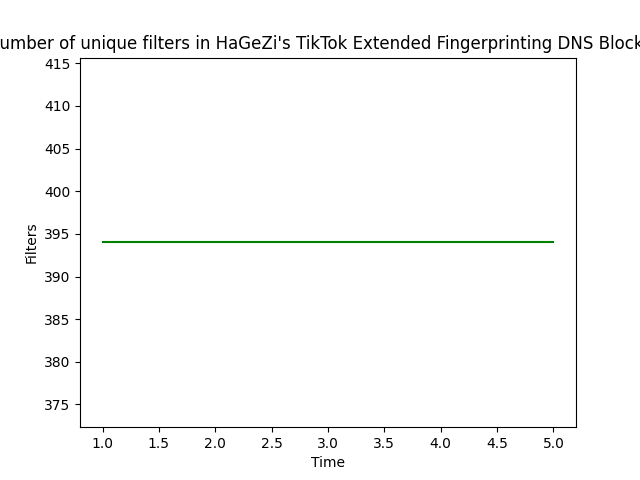 umber of unique filters in HaGeZi's TikTok Extended Fingerprinting DNS Block
415
410
405
400
395
390
385
380
375
Filters
1.0 1.5 2.0 2.5 3.0 3.5 4.0 4.5 5.0
Time